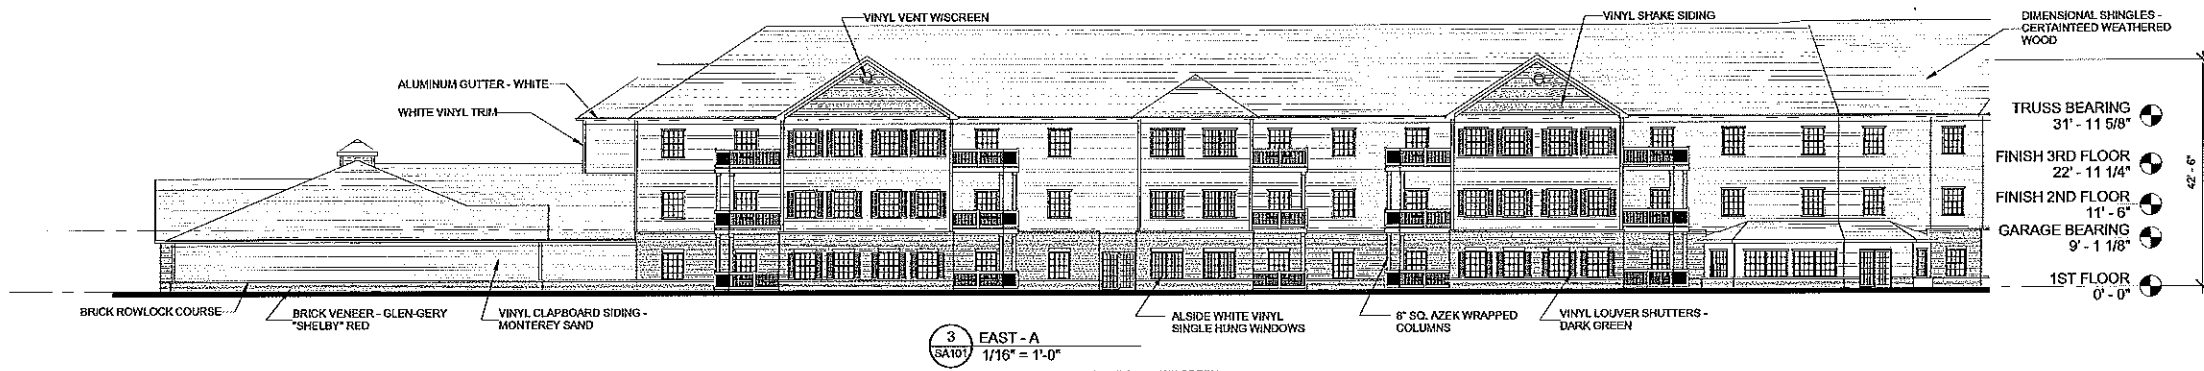 VINYL VENT W/SCREEN
VINYL SHAKE SIDING
DIMENSIONAL SHINGLES -
CERTAINTEED WEATHERED
WOOD
ALUMINUM GUTTER - WHITE
WHITE VINYL TRIM
TRUSS BEARING
31' - 11 5/8"
FINISH 3RD FLOOR
22' - 11 1/4"
FINISH 2ND FLOOR
11' - 6"
GARAGE BEARING
9' - 1 1/8"
1ST FLOOR
0' - 0"
42' - 6"
BRICK ROWLOCK COURSE
BRICK VENEER - GLEN-GERY
"SHELBY" RED
VINYL CLAPBOARD SIDING -
MONTEREY SAND
ALSIDE WHITE VINYL
SINGLE HUNG WINDOWS
8" SQ. AZEK WRAPPED
COLUMNS
VINYL LOUVER SHUTTERS -
DARK GREEN
3
SA101
EAST - A
1/16" = 1'-0"